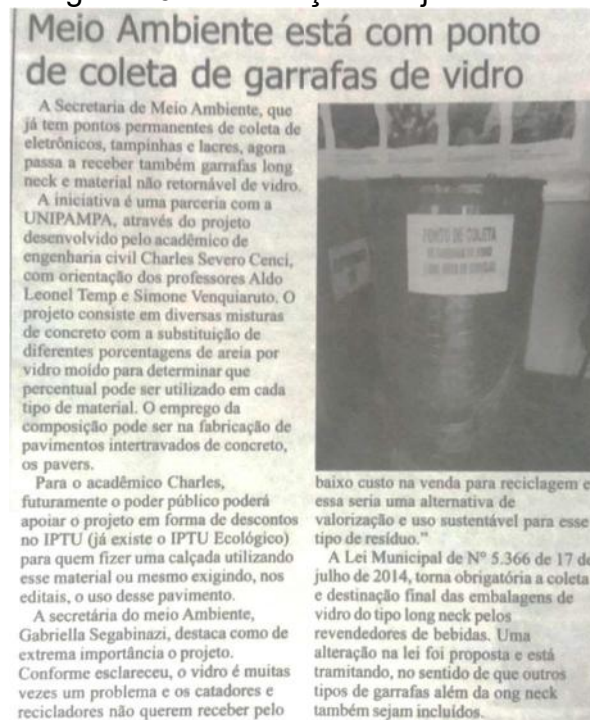 Meio Ambiente está com ponto
de coleta de garrafas de vidro
A Secretaria de Meio Ambiente, que
já tem pontos permanentes de coleta de
eletrônicos, tampinhas e lacres, agora
passa a receber também garrafas long
neck e material não retornável de vidro.
A iniciativa é uma parceria com a
UNIPAMPA, através do projeto
desenvolvido pelo acadêmico de
engenharia civil Charles Severo Cenci,
com orientação dos professores Aldo
Leonel Temp e Simone Venquiaruto. O
projeto consiste em diversas misturas
de concreto com a substituição de
diferentes porcentagens de areia por
vidro moído para determinar que
percentual pode ser utilizado em cada
tipo de material. O emprego da
composição pode ser na fabricação de
pavimentos intertravados de concreto,
os pavers.
Para o acadêmico Charles,
futuramente o poder público poderá
apoiar o projeto em forma de descontos
no IPTU (já existe o IPTU Ecológico)
para quem fizer uma calçada utilizando
esse material ou mesmo exigindo, nos
editais, o uso desse pavimento.
A secretária do meio Ambiente,
Gabriella Segabinazi, destaca como de
extrema importância o projeto.
Conforme esclareceu, o vidro é muitas
vezes um problema e os catadores e
recicladores não querem receber pelo
PONTO DE COLETA
baixo custo na venda para reciclagem e
essa seria uma alternativa de
valorização e uso sustentável para esse
tipo de resíduo."
A Lei Municipal de Nº 5.366 de 17 de
julho de 2014, torna obrigatória a coleta
e destinação final das embalagens de
vidro do tipo long neck pelos
revendedores de bebidas. Uma
alteração na lei foi proposta e está
tramitando, no sentido de que outros
tipos de garrafas além da ong neck
também sejam incluídos.